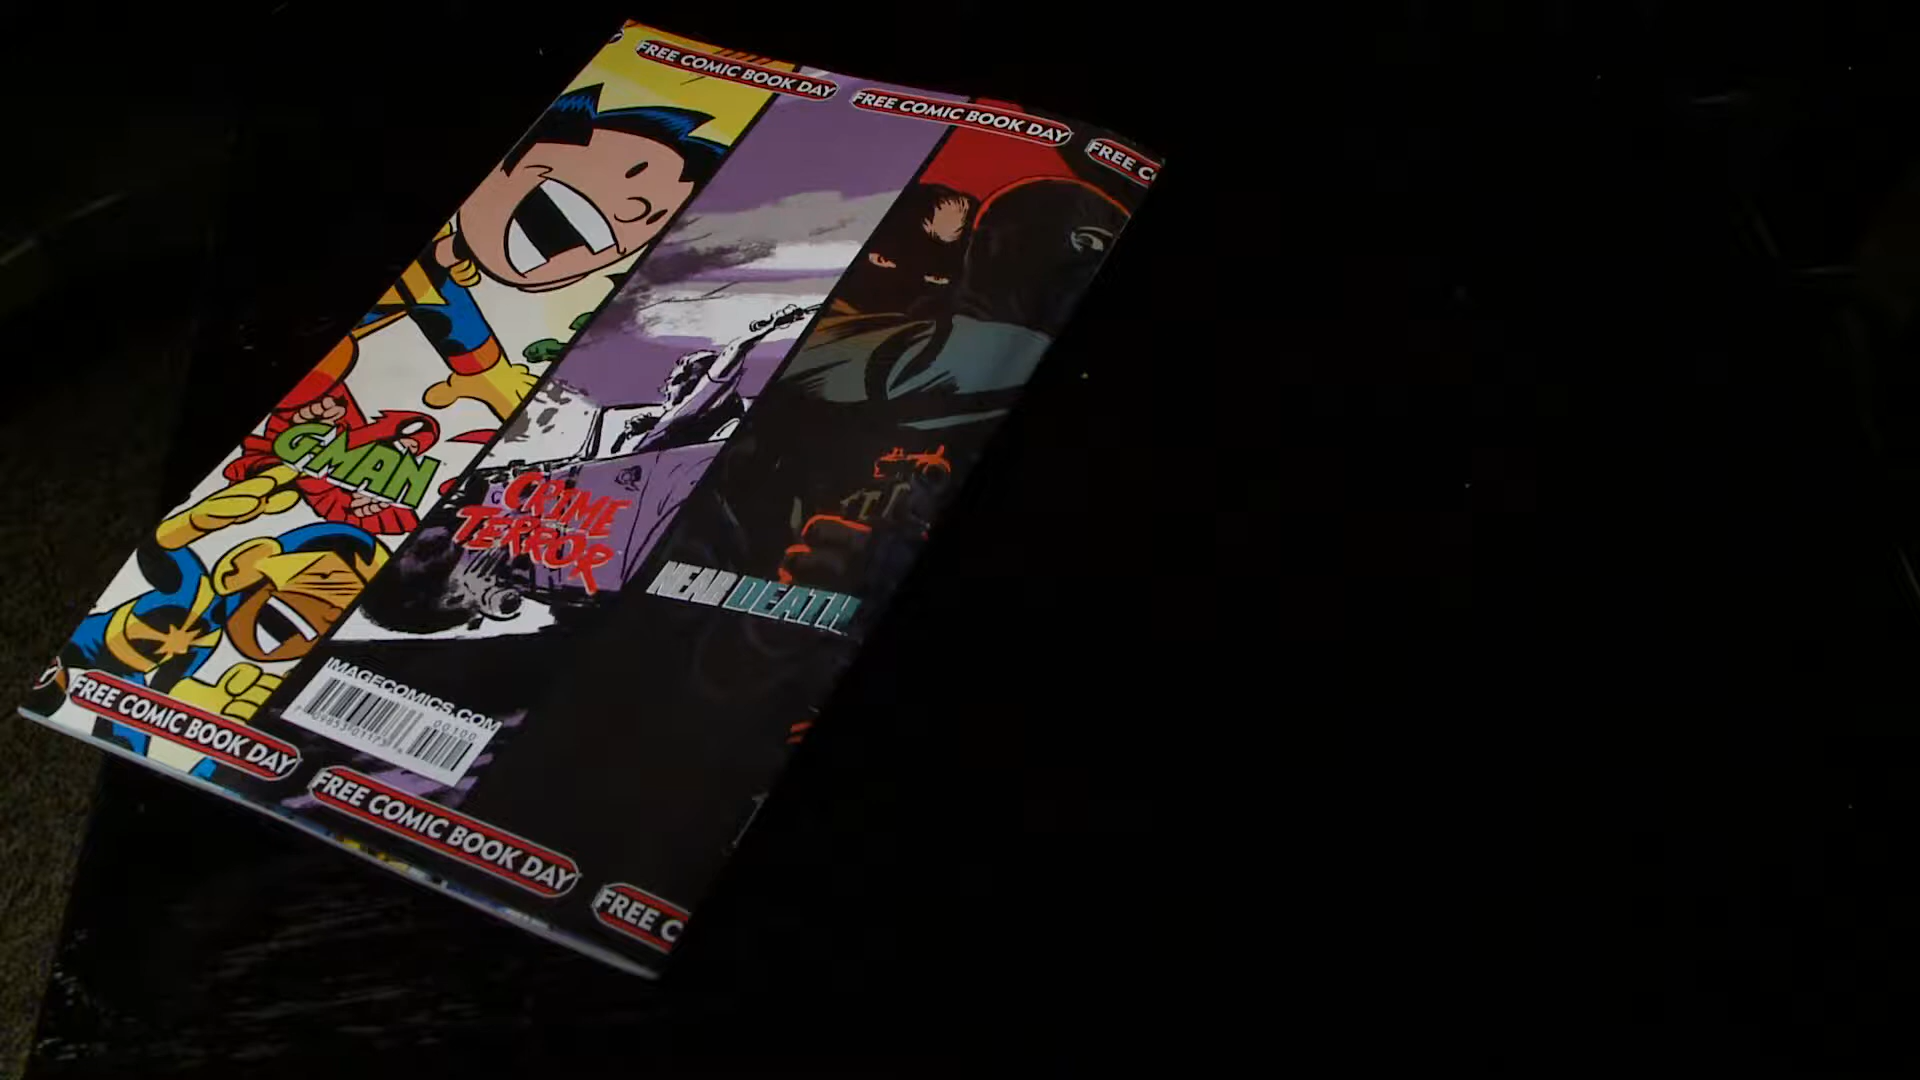 FREE COMIC BOOK DAY
FREE COMIC BOOK DAY
FREE C
G-MAN
CRIME
TERROR
NEAR DEATH
IMAGECOMICS.COM
00100
FREE COMIC BOOK DAY
FREE COMIC BOOK DAY
FREE C